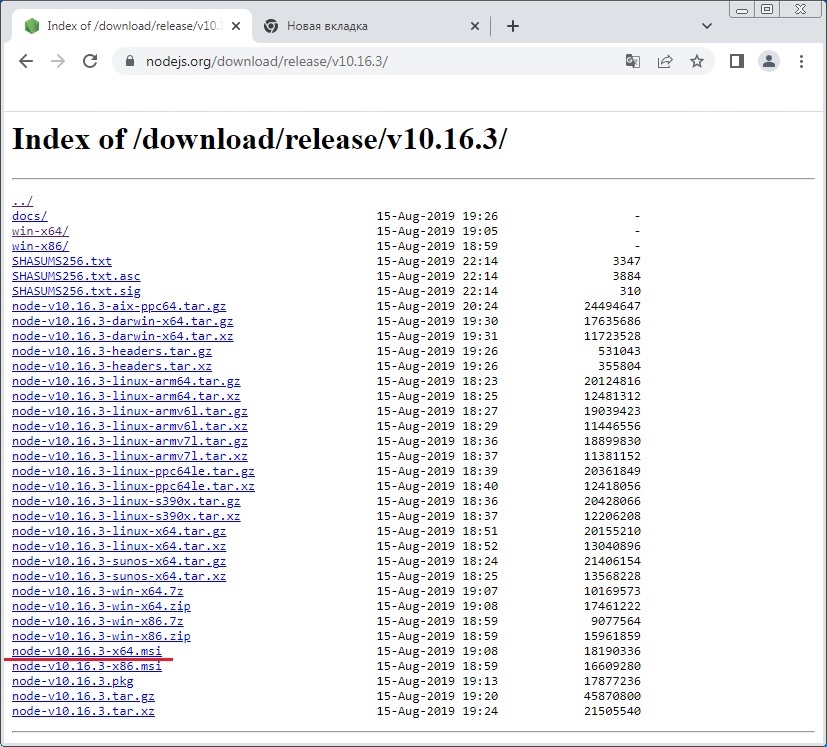 Index of /download/release/v10.1
Новая вкладка
nodejs.org/download/release/v10.16.3/
Index of /download/release/v10.16.3/
../
docs/ 15-Aug-2019 19:26 -
win-x64/ 15-Aug-2019 19:05 -
win-x86/ 15-Aug-2019 18:59 -
SHASUMS256.txt 15-Aug-2019 22:14 3347
SHASUMS256.txt.asc 15-Aug-2019 22:14 3884
SHASUMS256.txt.sig 15-Aug-2019 22:14 310
node-v10.16.3-aix-ppc64.tar.gz 15-Aug-2019 20:24 24494647
node-v10.16.3-darwin-x64.tar.gz 15-Aug-2019 19:30 17635686
node-v10.16.3-darwin-x64.tar.xz 15-Aug-2019 19:31 11723528
node-v10.16.3-headers.tar.gz 15-Aug-2019 19:26 531043
node-v10.16.3-headers.tar.xz 15-Aug-2019 19:26 355804
node-v10.16.3-linux-arm64.tar.gz 15-Aug-2019 18:23 20124816
node-v10.16.3-linux-arm64.tar.xz 15-Aug-2019 18:25 12481312
node-v10.16.3-linux-armv6l.tar.gz 15-Aug-2019 18:27 19039423
node-v10.16.3-linux-armv6l.tar.xz 15-Aug-2019 18:29 11446556
node-v10.16.3-linux-armv7l.tar.gz 15-Aug-2019 18:36 18899830
node-v10.16.3-linux-armv7l.tar.xz 15-Aug-2019 18:37 11381152
node-v10.16.3-linux-ppc64le.tar.gz 15-Aug-2019 18:39 20361849
node-v10.16.3-linux-ppc64le.tar.xz 15-Aug-2019 18:40 12418056
node-v10.16.3-linux-s390x.tar.gz 15-Aug-2019 18:36 20428066
node-v10.16.3-linux-s390x.tar.xz 15-Aug-2019 18:37 12206208
node-v10.16.3-linux-x64.tar.gz 15-Aug-2019 18:51 20155210
node-v10.16.3-linux-x64.tar.xz 15-Aug-2019 18:52 13040896
node-v10.16.3-sunos-x64.tar.gz 15-Aug-2019 18:24 21406154
node-v10.16.3-sunos-x64.tar.xz 15-Aug-2019 18:25 13568228
node-v10.16.3-win-x64.7z 15-Aug-2019 19:07 10169573
node-v10.16.3-win-x64.zip 15-Aug-2019 19:08 17461222
node-v10.16.3-win-x86.7z 15-Aug-2019 18:59 9077564
node-v10.16.3-win-x86.zip 15-Aug-2019 18:59 15961859
node-v10.16.3-x64.msi 15-Aug-2019 19:08 18190336
node-v10.16.3-x86.msi 15-Aug-2019 18:59 16609280
node-v10.16.3.pkg 15-Aug-2019 19:13 17877236
node-v10.16.3.tar.gz 15-Aug-2019 19:20 45870800
node-v10.16.3.tar.xz 15-Aug-2019 19:24 21505540